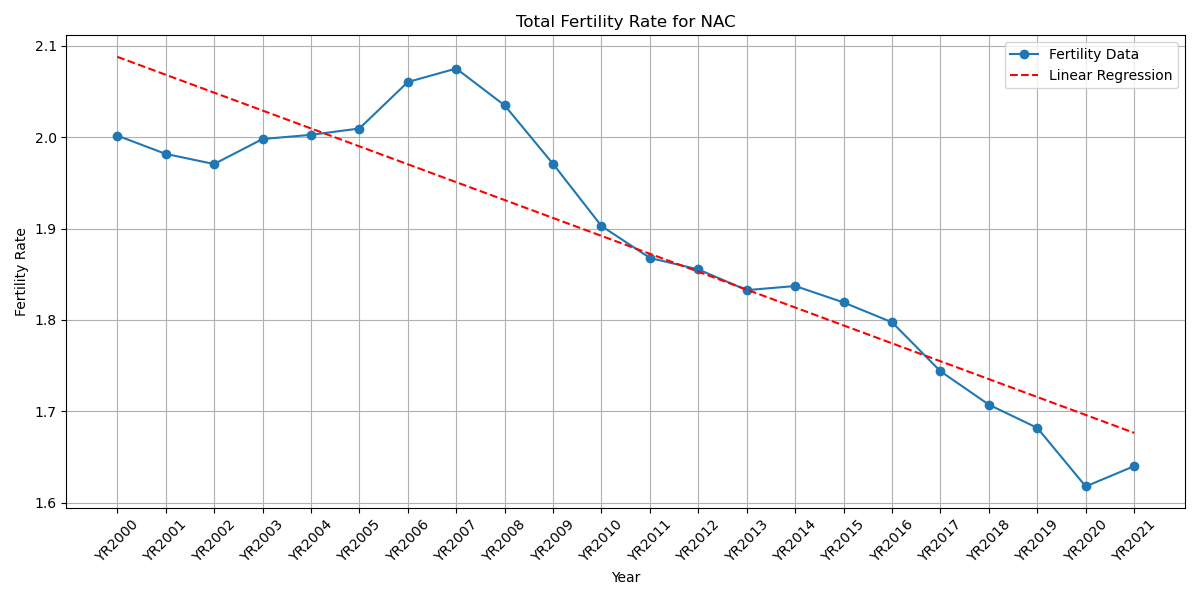 Total Fertility Rate for NAC
Fertility Data
Linear Regression
Fertility Rate
2.1
2.0
1.9
1.8
1.7
1.6
YR2000
YR2001
YR2002
YR2003
YR2004
YR2005
YR2006
YR2007
YR2008
YR2009
YR2010
YR2011
YR2012
YR2013
YR2014
YR2015
YR2016
YR2017
YR2018
YR2019
YR2020
YR2021
Year